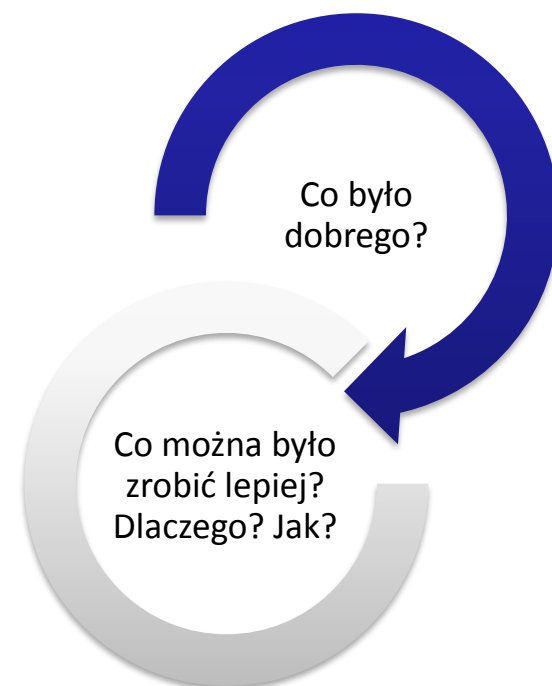 Co było
dobrego?
Co można było
zrobić lepiej?
Dlaczego? Jak?